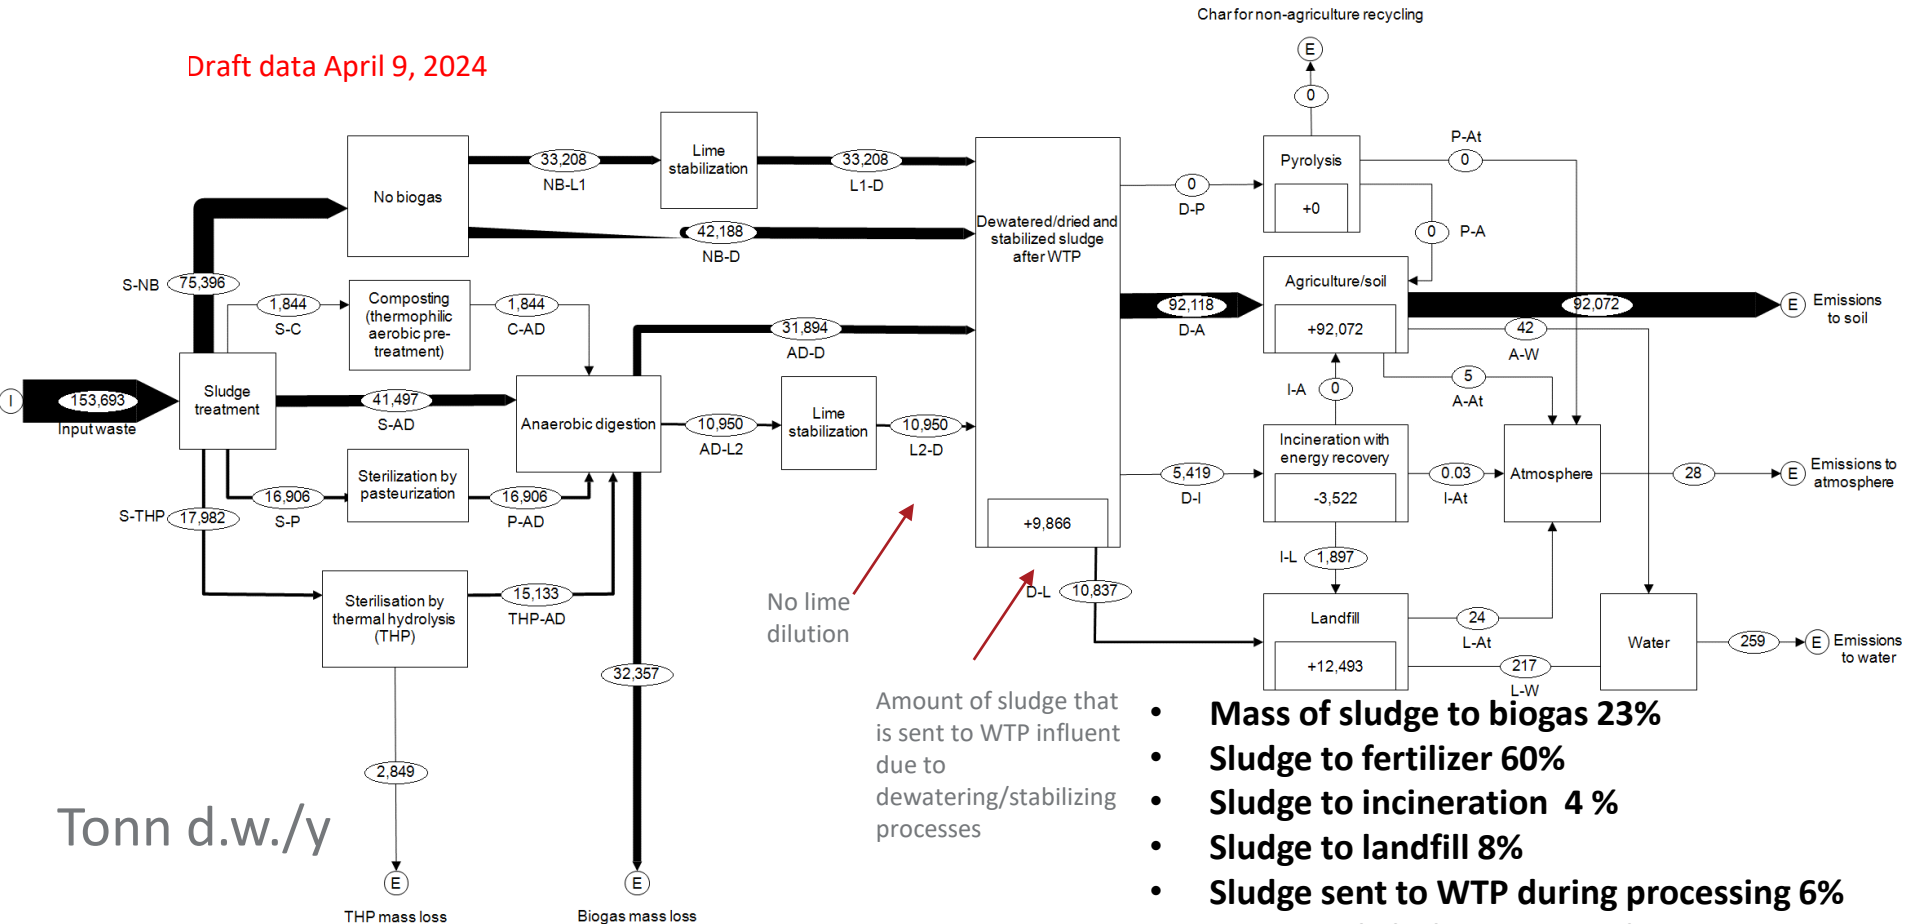 Char for non-agriculture recycling
E
Draft data April 9, 2024
0
Lime
stabilization
33,208
NB-L1
33,208
L1-D
Pyrolysis
+0
P-At
0
0
D-P
0
P-A
No biogas
42,188
NB-D
Dewatered/dried and
stabilized sludge
after WTP
+9,866
S-NB
75,396
1,844
S-C
Composting
(thermophilic
aerobic pre-
treatment)
1,844
C-AD
31,894
AD-D
92,118
D-A
Agriculture/soil
+92,072
92,072
E
Emissions
to soil
42
A-W
5
A-At
I-A
0
I
153,693
Input waste
Sludge
treatment
41,497
S-AD
Anaerobic digestion
10,950
AD-L2
Lime
stabilization
10,950
L2-D
5,419
D-I
Incineration with
energy recovery
-3,522
0.03
I-At
Atmosphere
28
E
Emissions to
atmosphere
S-THP
17,982
16,906
S-P
Sterilization by
pasteurization
16,906
P-AD
I-L
1,897
D-L
10,837
Sterilisation by
thermal hydrolysis
(THP)
15,133
THP-AD
No lime
dilution
Landfill
+12,493
24
L-At
217
L-W
Water
259
E
Emissions
to water
32,357
Amount of sludge that
is sent to WTP influent
due to
dewatering/stabilizing
processes
2,849
Tonn d.w./y
• Mass of sludge to biogas 23%
• Sludge to fertilizer 60%
• Sludge to incineration 4 %
• Sludge to landfill 8%
• Sludge sent to WTP during processing 6%
E
THP mass loss
E
Biogas mass loss